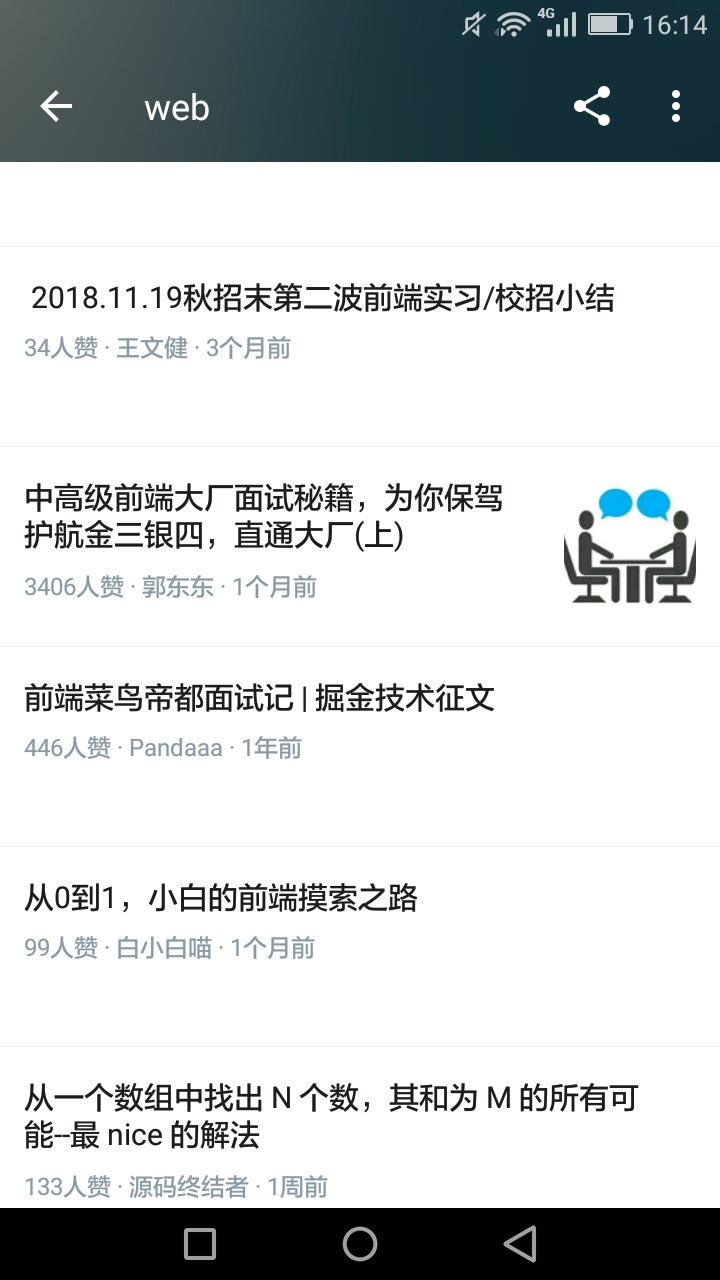 4G 16:14
web
2018.11.19秋招末第二波前端实习/校招小结
34人赞 · 王文健 · 3个月前
中高级前端大厂面试秘籍，为你保驾
护航金三银四，直通大厂(上)
3406人赞 · 郭东东 · 1个月前
前端菜鸟帝都面试记 | 掘金技术征文
446人赞 · Pandaaa · 1年前
从0到1，小白的前端摸索之路
99人赞 · 白小白喵 · 1个月前
从一个数组中找出 N 个数，其和为 M 的所有可
能--最 nice 的解法
133人赞 · 源码终结者 · 1周前